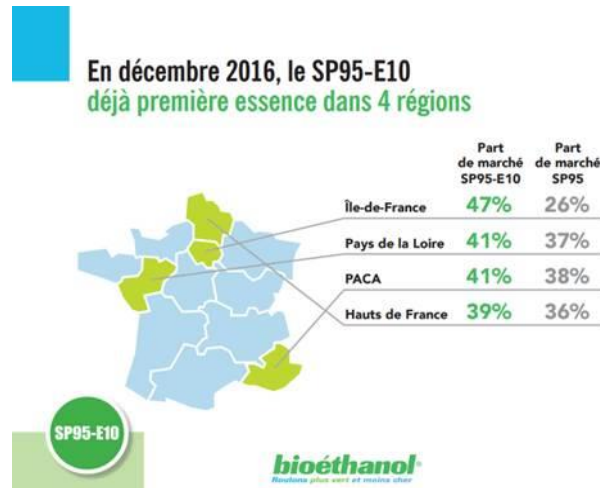 En décembre 2016, le SP95-E10
déjà première essence dans 4 régions
Part
de marché
SP95-E10
Part
de marché
SP95
Île-de-France 47% 26%
Pays de la Loire 41% 37%
PACA 41% 38%
Hauts de France 39% 36%
SP95-E10
bioéthanol
Roulons plus vert et moins cher